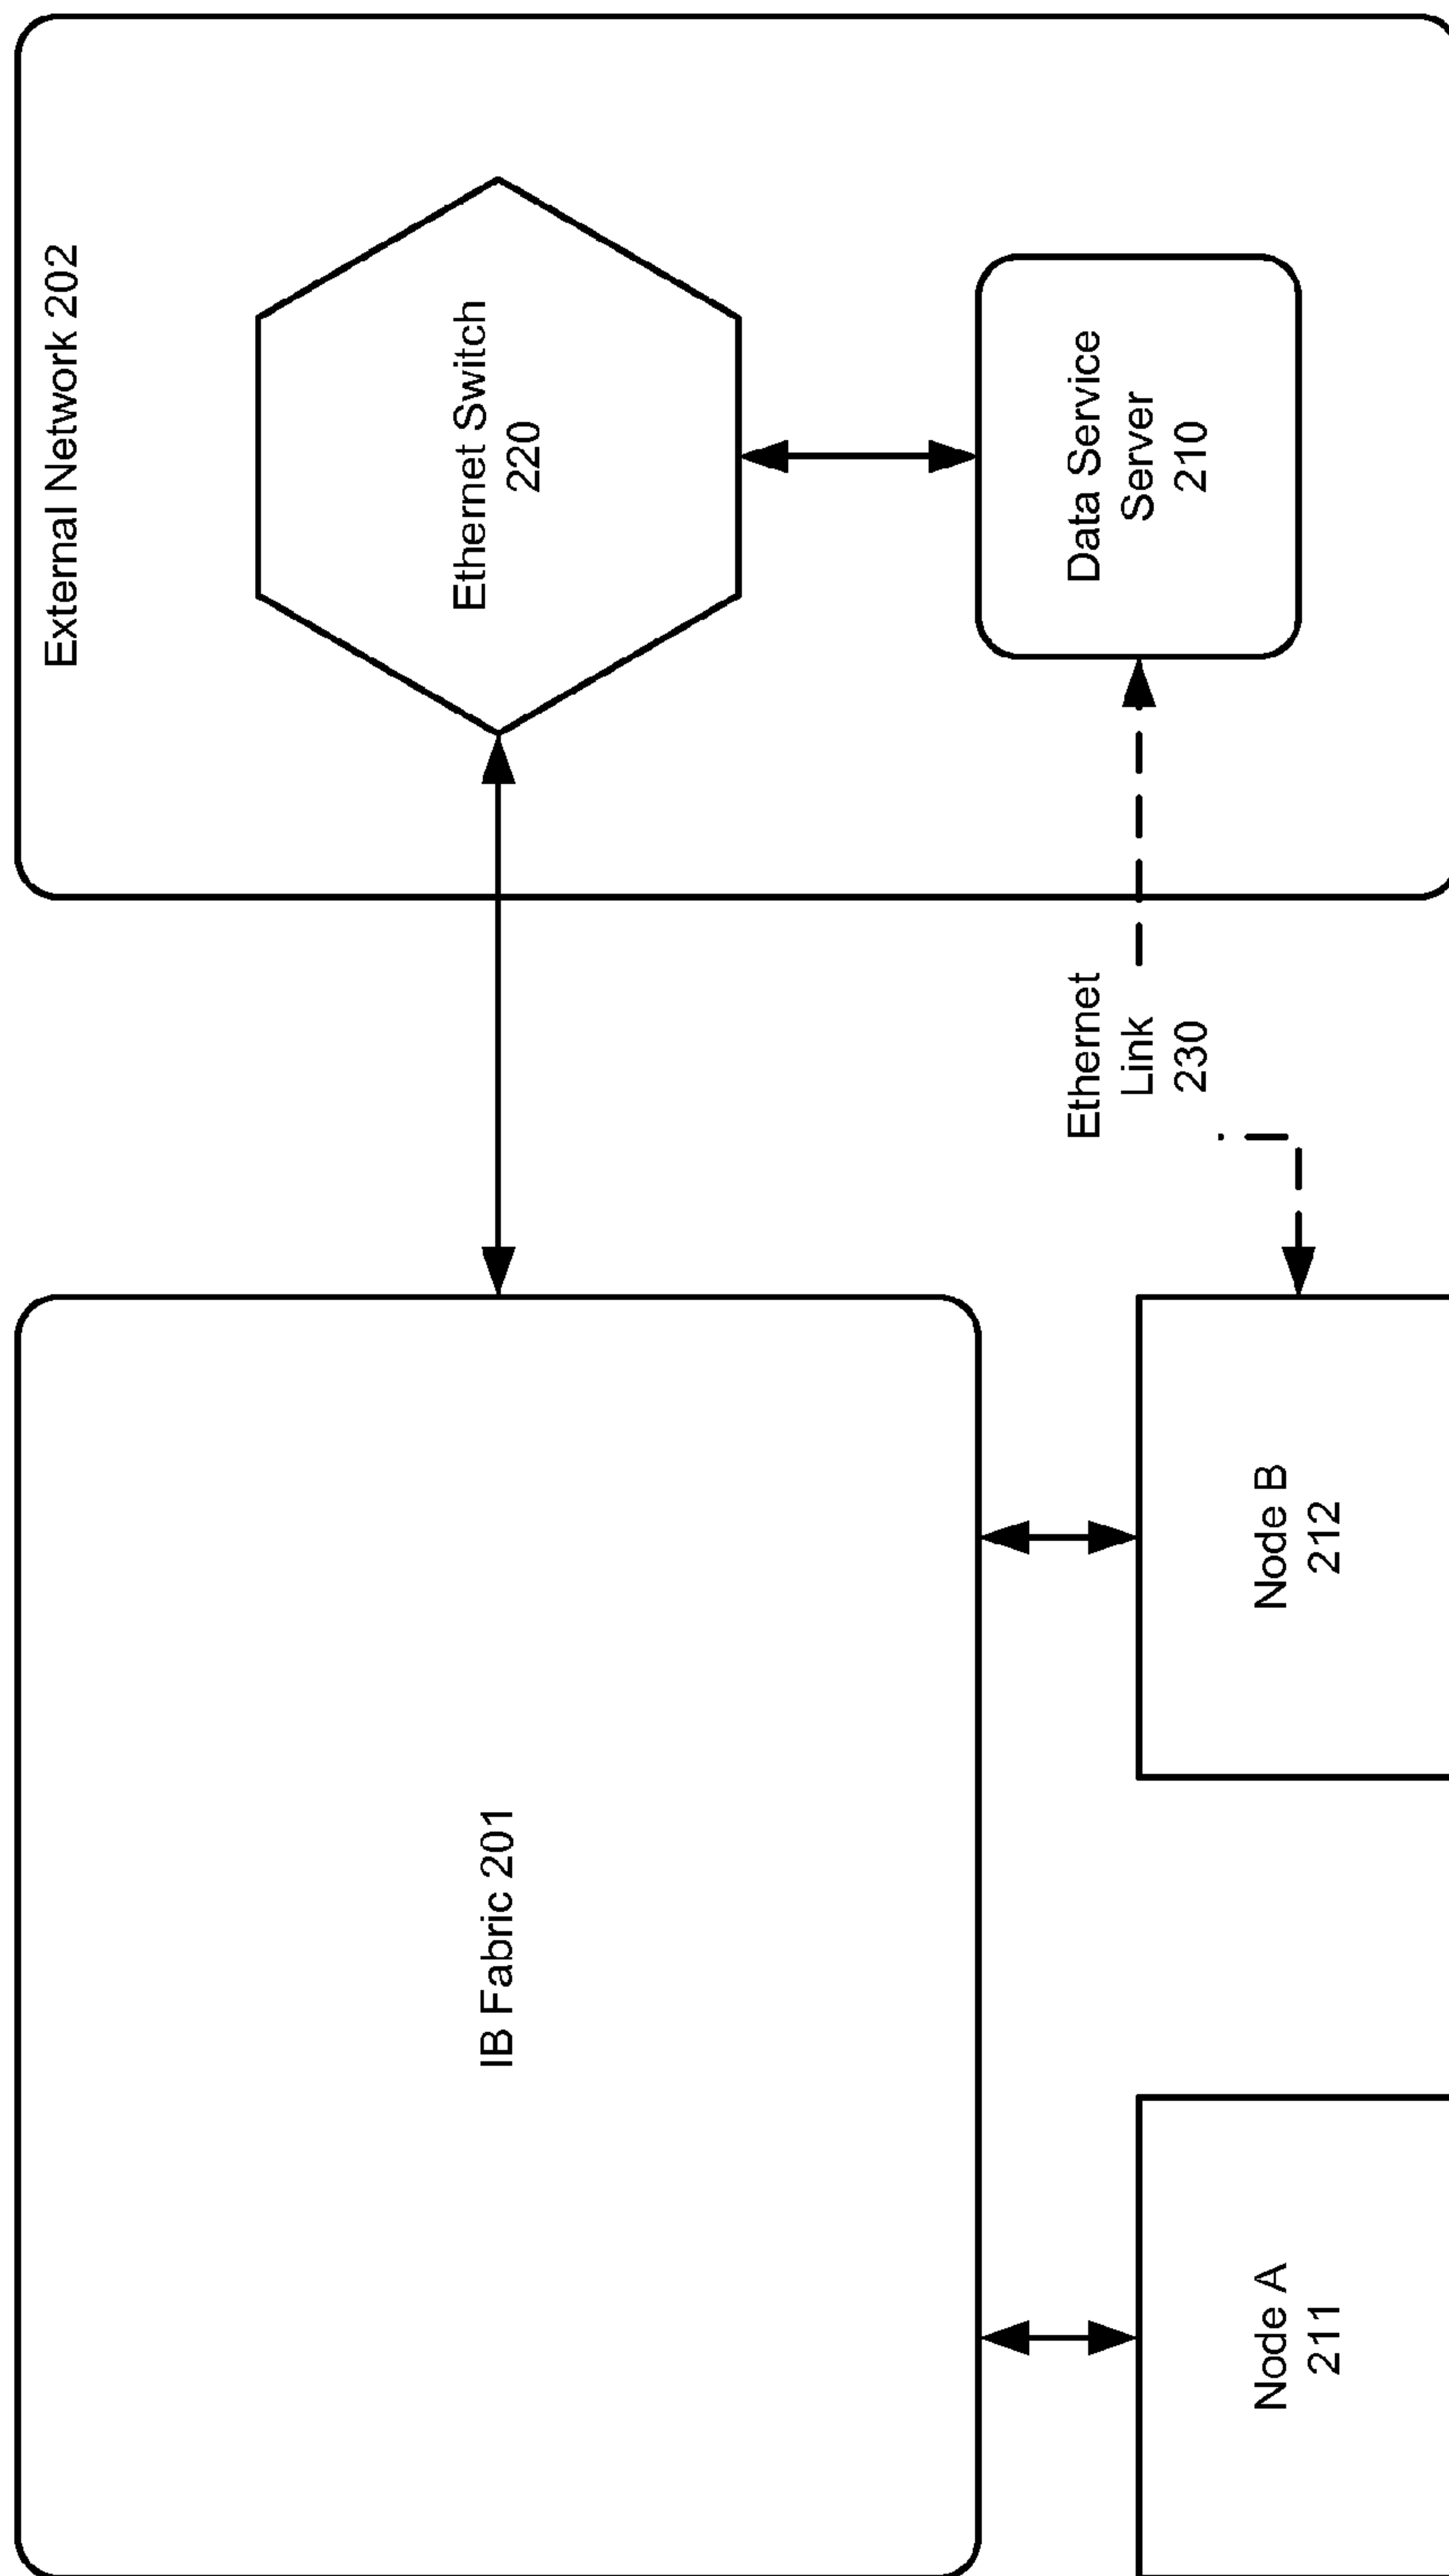 External Network 202
Ethernet Switch
220
IB Fabric 201
Data Service
Server
210
Ethernet
Link
230
Node A
211
Node B
212